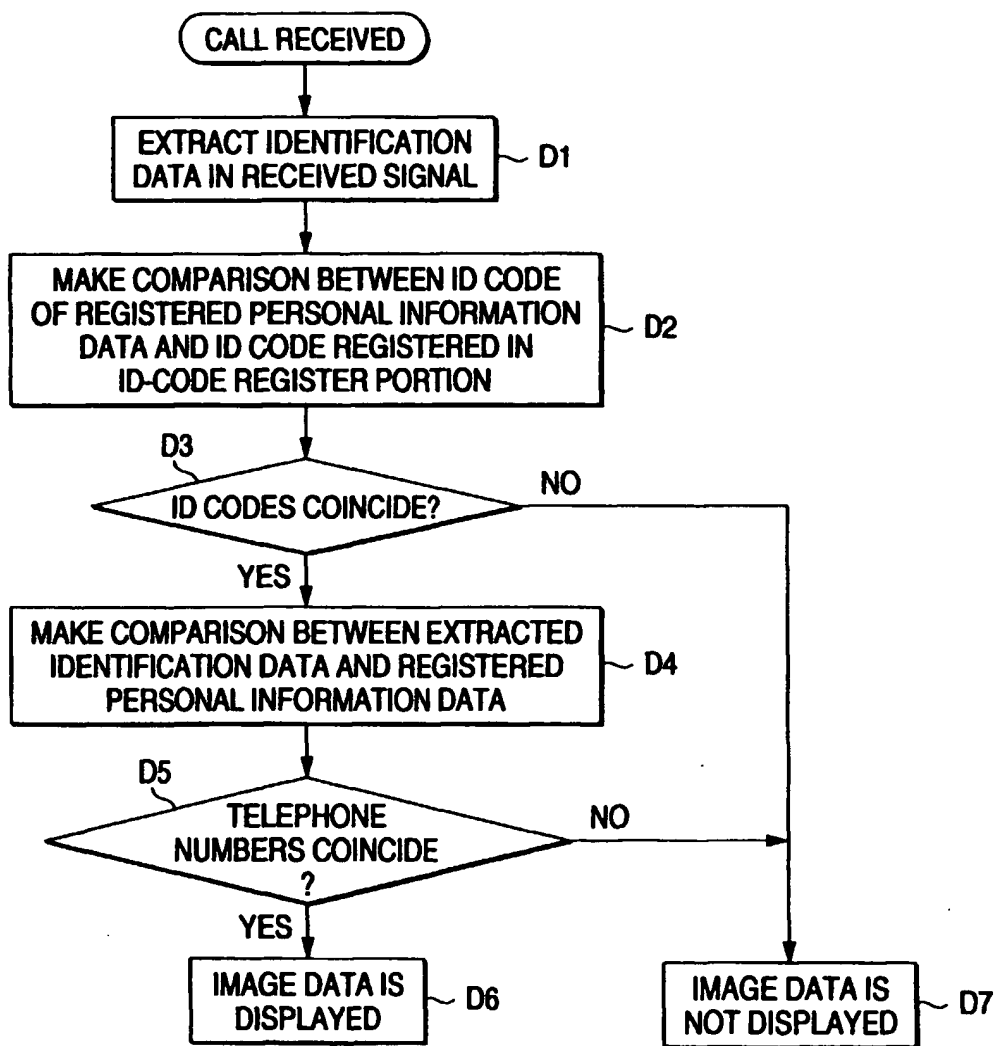 CALL RECEIVED
EXTRACT IDENTIFICATION
DATA IN RECEIVED SIGNAL
D1
MAKE COMPARISON BETWEEN ID CODE
OF REGISTERED PERSONAL INFORMATION
DATA AND ID CODE REGISTERED IN
ID-CODE REGISTER PORTION
D2
D3
ID CODES COINCIDE?
NO
YES
MAKE COMPARISON BETWEEN EXTRACTED
IDENTIFICATION DATA AND REGISTERED
PERSONAL INFORMATION DATA
D4
D5
TELEPHONE
NUMBERS COINCIDE
?
NO
YES
IMAGE DATA IS
DISPLAYED
D6
IMAGE DATA IS
NOT DISPLAYED
D7